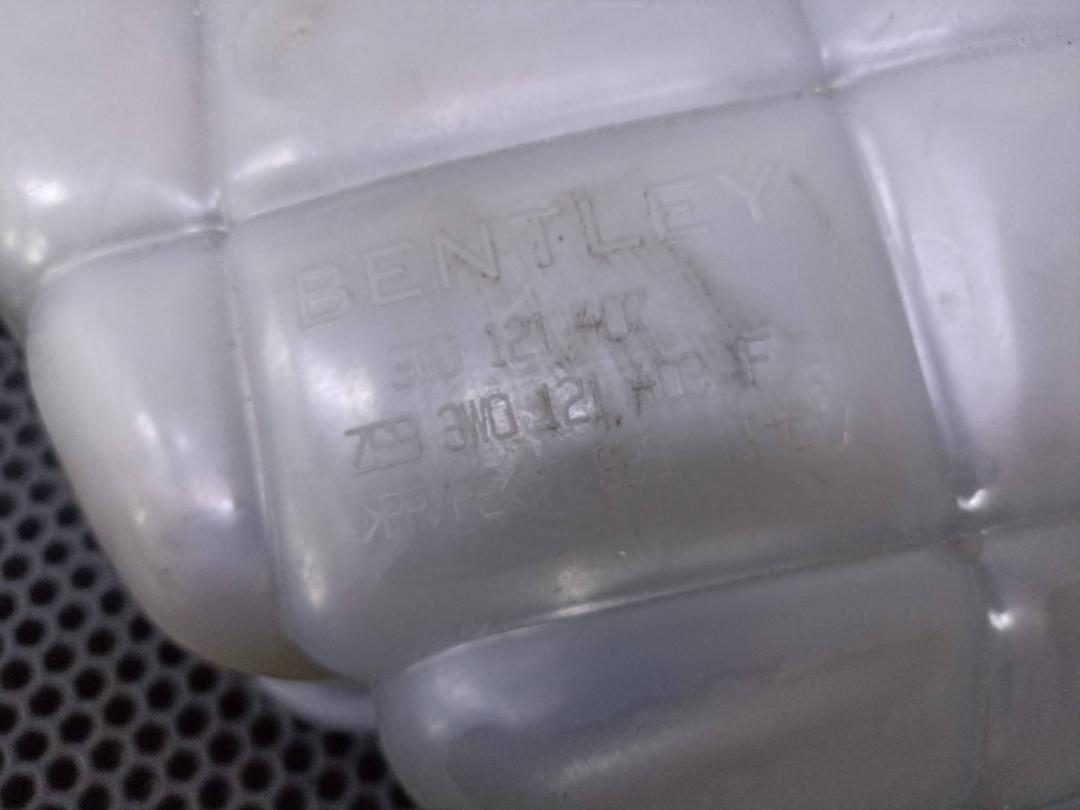 BENTLEY
3W0 121 407
ZSB 3W0 121 403 F
>PP/PE<